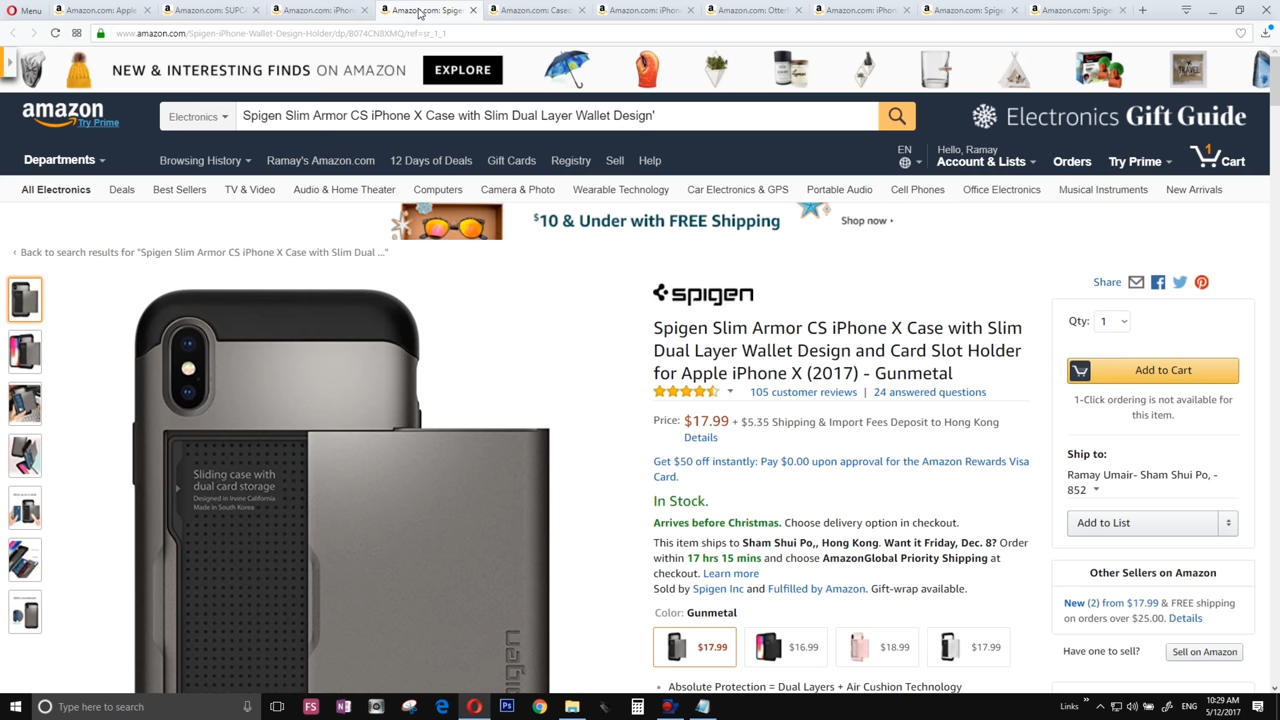 Menu
Amazon.com: Apple
Amazon.com: SUPC
Amazon.com: iPhon
Amazon.com: Spige
Amazon.com: Casec
Amazon.com: iPhon
Amazon.com: Otterl
Amazon.com: iPhon
Amazon.com: Spig
Amazon.com: Spig
www.amazon.com/Spigen-iPhone-Wallet-Design-Holder/dp/B074CN8XMQ/ref=sr_1_1
NEW & INTERESTING FINDS ON AMAZON
EXPLORE
TRAVEL
amazon
Try Prime
Electronics
Spigen Slim Armor CS iPhone X Case with Slim Dual Layer Wallet Design'
Electronics Gift Guide
Departments
Browsing History
Ramay's Amazon.com
12 Days of Deals
Gift Cards
Registry
Sell
Help
EN
Hello, Ramay
Account & Lists
Orders
Try Prime
1
Cart
All Electronics
Deals
Best Sellers
TV & Video
Audio & Home Theater
Computers
Camera & Photo
Wearable Technology
Car Electronics & GPS
Portable Audio
Cell Phones
Office Electronics
Musical Instruments
New Arrivals
$10 & Under with FREE Shipping
Shop now ›
‹ Back to search results for "Spigen Slim Armor CS iPhone X Case with Slim Dual ..."
Sliding case with
dual card storage
Designed in Irvine California
Made in South Korea
spigen
spigen
Spigen Slim Armor CS iPhone X Case with Slim
Dual Layer Wallet Design and Card Slot Holder
for Apple iPhone X (2017) - Gunmetal
105 customer reviews | 24 answered questions
Price: $17.99 + $5.35 Shipping & Import Fees Deposit to Hong Kong
Details
Get $50 off instantly: Pay $0.00 upon approval for the Amazon Rewards Visa
Card.
In Stock.
Arrives before Christmas. Choose delivery option in checkout.
This item ships to Sham Shui Po,, Hong Kong. Want it Friday, Dec. 8? Order
within 17 hrs 15 mins and choose AmazonGlobal Priority Shipping at
checkout. Learn more
Sold by Spigen Inc and Fulfilled by Amazon. Gift-wrap available.
Color: Gunmetal
$17.99
$16.99
$18.99
$17.99
• Absolute Protection = Dual Layers + Air Cushion Technology
Share
Qty: 1
Add to Cart
1-Click ordering is not available for
this item.
Ship to:
Ramay Umair- Sham Shui Po, -
852
Add to List
Other Sellers on Amazon
New (2) from $17.99 & FREE shipping
on orders over $25.00. Details
Have one to sell?
Sell on Amazon
Type here to search
FS
Ps
Links
ENG
10:29 AM
5/12/2017